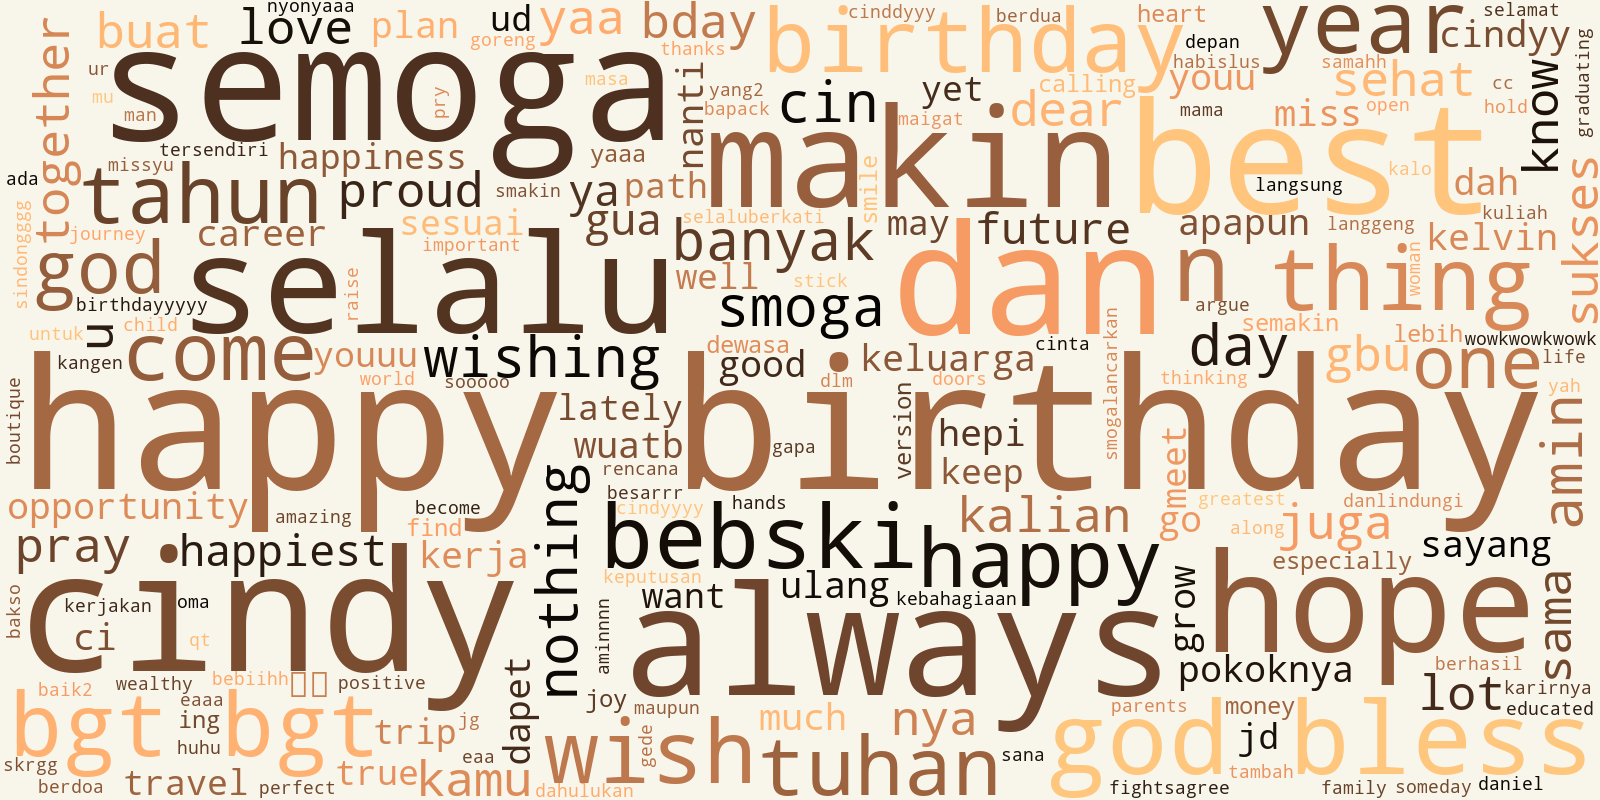 nyonyaaa
cinddyyy
berdua
heart
selamat
buat
love
plan
ud
goreng
yaa
bday
thanks
birthday
year
cindyy
depan
habislus
samahh
ur
semoga
masa
nanti
yang2
bapack
cin
yet
calling
dear
youu
sehat
cc
know
graduating
mu
man
pry
together
maigat
makin
best
mama
miss
open
hold
tersendiri
missyu
happiness
yaaa
smile
kalo
ada
tahun
proud
smakin
ya
path
langsung
dah
sindongggg
journey
career
sesuai
important
gua
selaluberkati
banyak
may
future
apapun
langgeng
kuliah
kelvin
sukses
god
selalu
well
stick
dan
n
thing
woman
birthdayyyyy
raise
smoga
argue
untuk
child
u
semakin
lebih
wowkwowkwowk
kangen
come
youuu
wishing
dewasa
good
keluarga
cinta
smogalancarkan
day
gbu
one
life
world
sooooo
dlm
doors
thinking
yah
boutique
happy
birthday
lately
wuatb
gapa
version
hepi
keep
amin
rencana
opportunity
amazing
become
find
nothing
besarrr
cindyyyy
hands
kalian
gmeet
go
greatest
along
danlindungi
juga
pray
happiest
kerja
bebski
happy
especially
sayang
bakso
cindy
kerjakan
oma
ci
qt
keputusan
want
ulang
kebahagiaan
always
grow
hope
sama
aminnn
wealthy
bebiihh
positive
baik2
dapet
joy
maupun
pokoknya
berhasil
lot
karirnya
educated
bgt
eaaa
ing
huhu
bgt
trip
jg
wish
gede
much
nya
god
parents
money
bless
jd
skrgg
berdoa
travel
perfect
true
eaa
kamu
dahulukan
tuhan
sana
fightsagree
tambah
family
someday
daniel